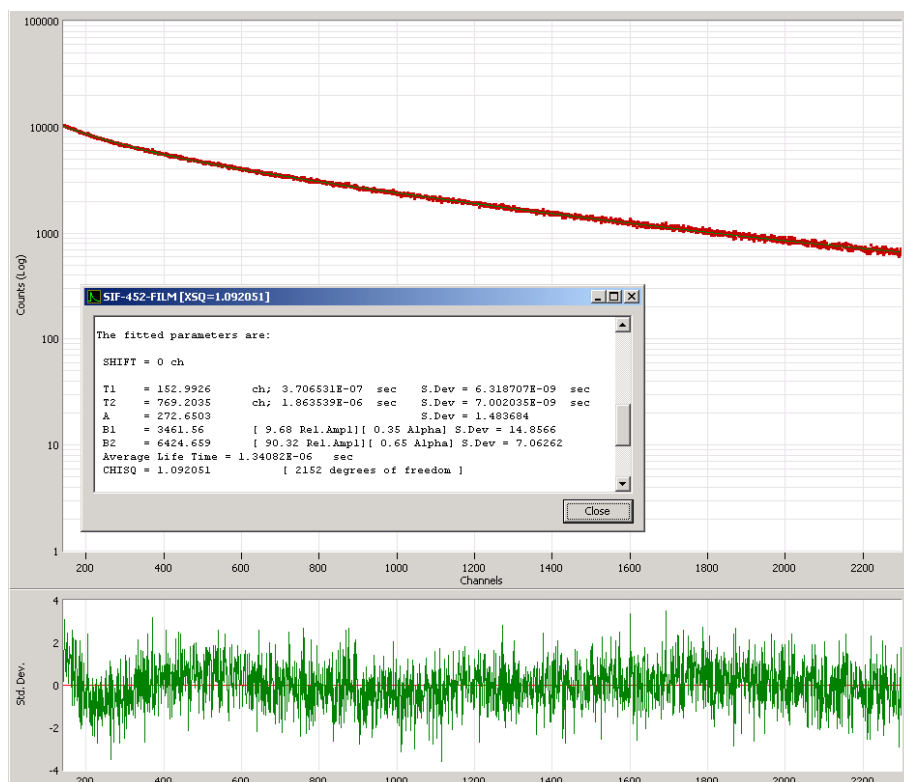 100000
10000
1000
100
10
1
Counts (Log)
SIF-452-FILM [XSQ=1.092051]
The fitted parameters are:
SHIFT = 0 ch
T1 = 152.9926 ch; 3.706531E-07 sec S.Dev = 6.318707E-09 sec
T2 = 769.2035 ch; 1.863539E-06 sec S.Dev = 7.002035E-09 sec
A = 272.6503 S.Dev = 1.483684
B1 = 3461.56 [ 9.68 Rel.Ampl][ 0.35 Alpha] S.Dev = 14.8566
B2 = 6424.659 [ 90.32 Rel.Ampl][ 0.65 Alpha] S.Dev = 7.06262
Average Life Time = 1.34082E-06 sec
CHISQ = 1.092051 [ 2152 degrees of freedom ]
Close
200 400 600 800 1000 1200 1400 1600 1800 2000 2200
Channels
4
2
0
-2
-4
Std. Dev.
200 400 600 800 1000 1200 1400 1600 1800 2000 2200